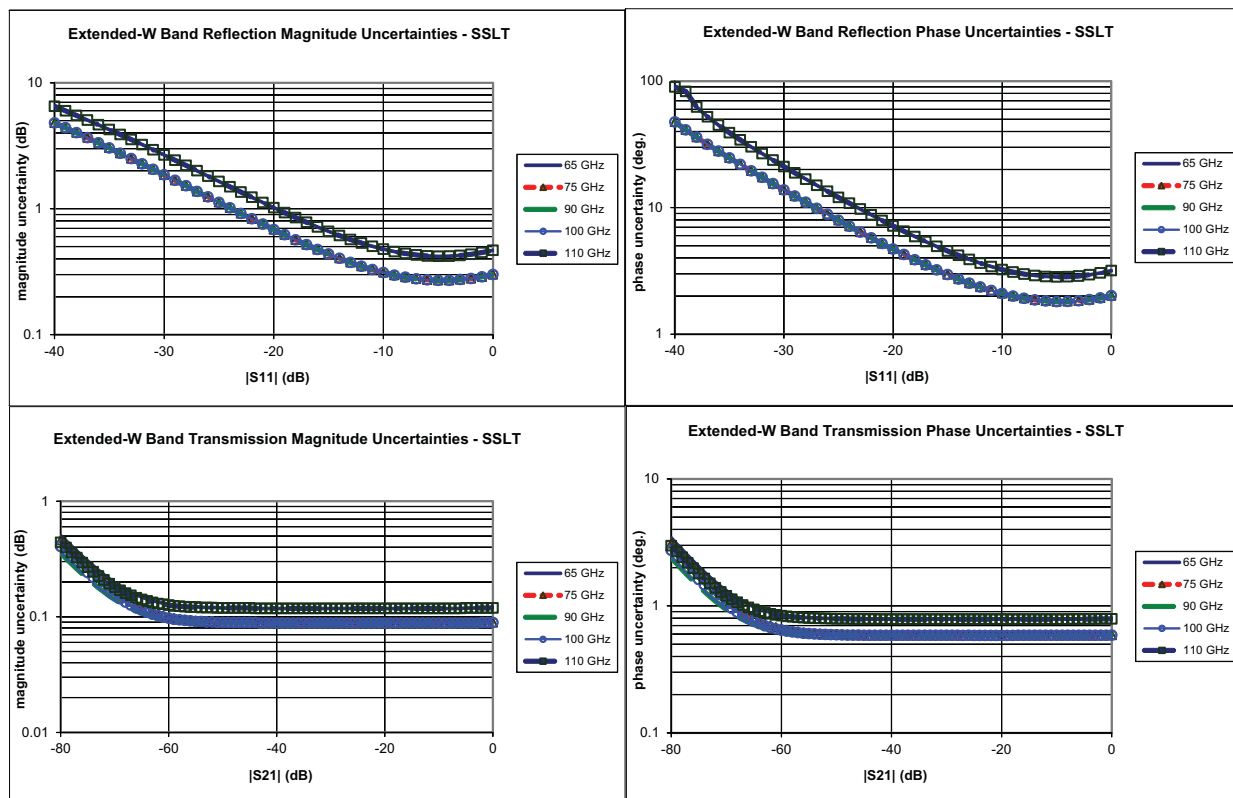 Extended-W Band Reflection Magnitude Uncertainties - SSLT
magnitude uncertainty (dB)
10
1
0.1
-40
-30
-20
-10
0
|S11| (dB)
65 GHz
75 GHz
90 GHz
100 GHz
110 GHz
Extended-W Band Reflection Phase Uncertainties - SSLT
phase uncertainty (deg.)
100
10
1
-40
-30
-20
-10
0
|S11| (dB)
65 GHz
75 GHz
90 GHz
100 GHz
110 GHz
Extended-W Band Transmission Magnitude Uncertainties - SSLT
magnitude uncertainty (dB)
1
0.1
0.01
-80
-60
-40
-20
0
|S21| (dB)
65 GHz
75 GHz
90 GHz
100 GHz
110 GHz
Extended-W Band Transmission Phase Uncertainties - SSLT
phase uncertainty (deg.)
10
1
0.1
-80
-60
-40
-20
0
|S21| (dB)
65 GHz
75 GHz
90 GHz
100 GHz
110 GHz